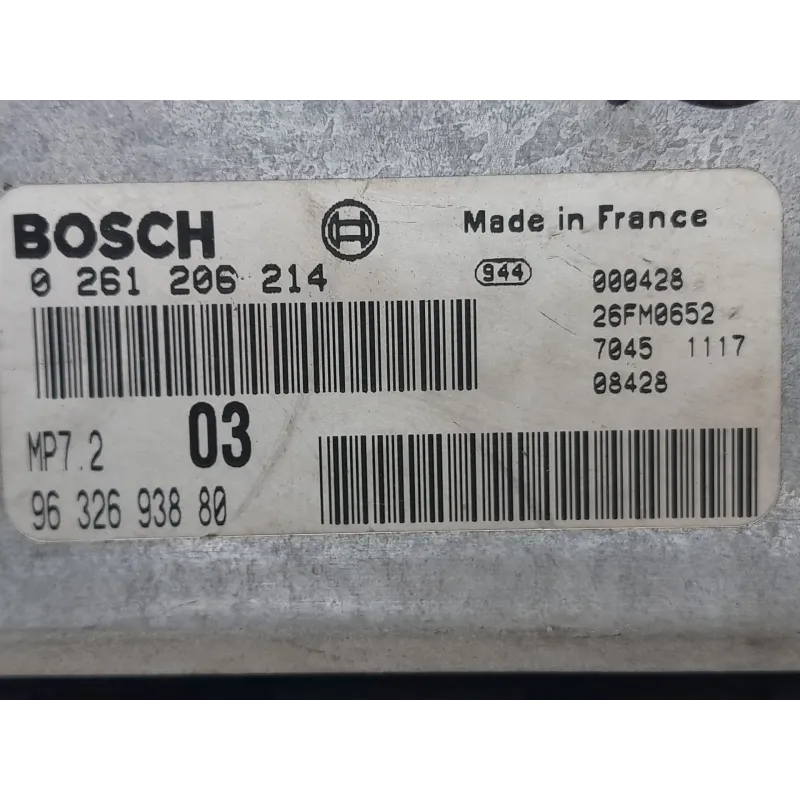 BOSCH
Made in France
0 261 206 214
944
000428
26FM0652
7045 1117
08428
MP7.2
03
96 326 938 80